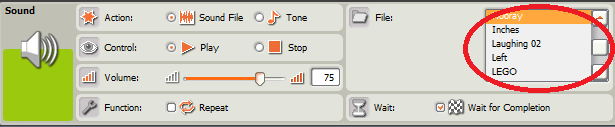 Sound
Action: Sound File Tone
Control: Play Stop
Volume: 75
Function: Repeat
File:
Hooray
Inches
Laughing 02
Left
LEGO
Wait: Wait for Completion